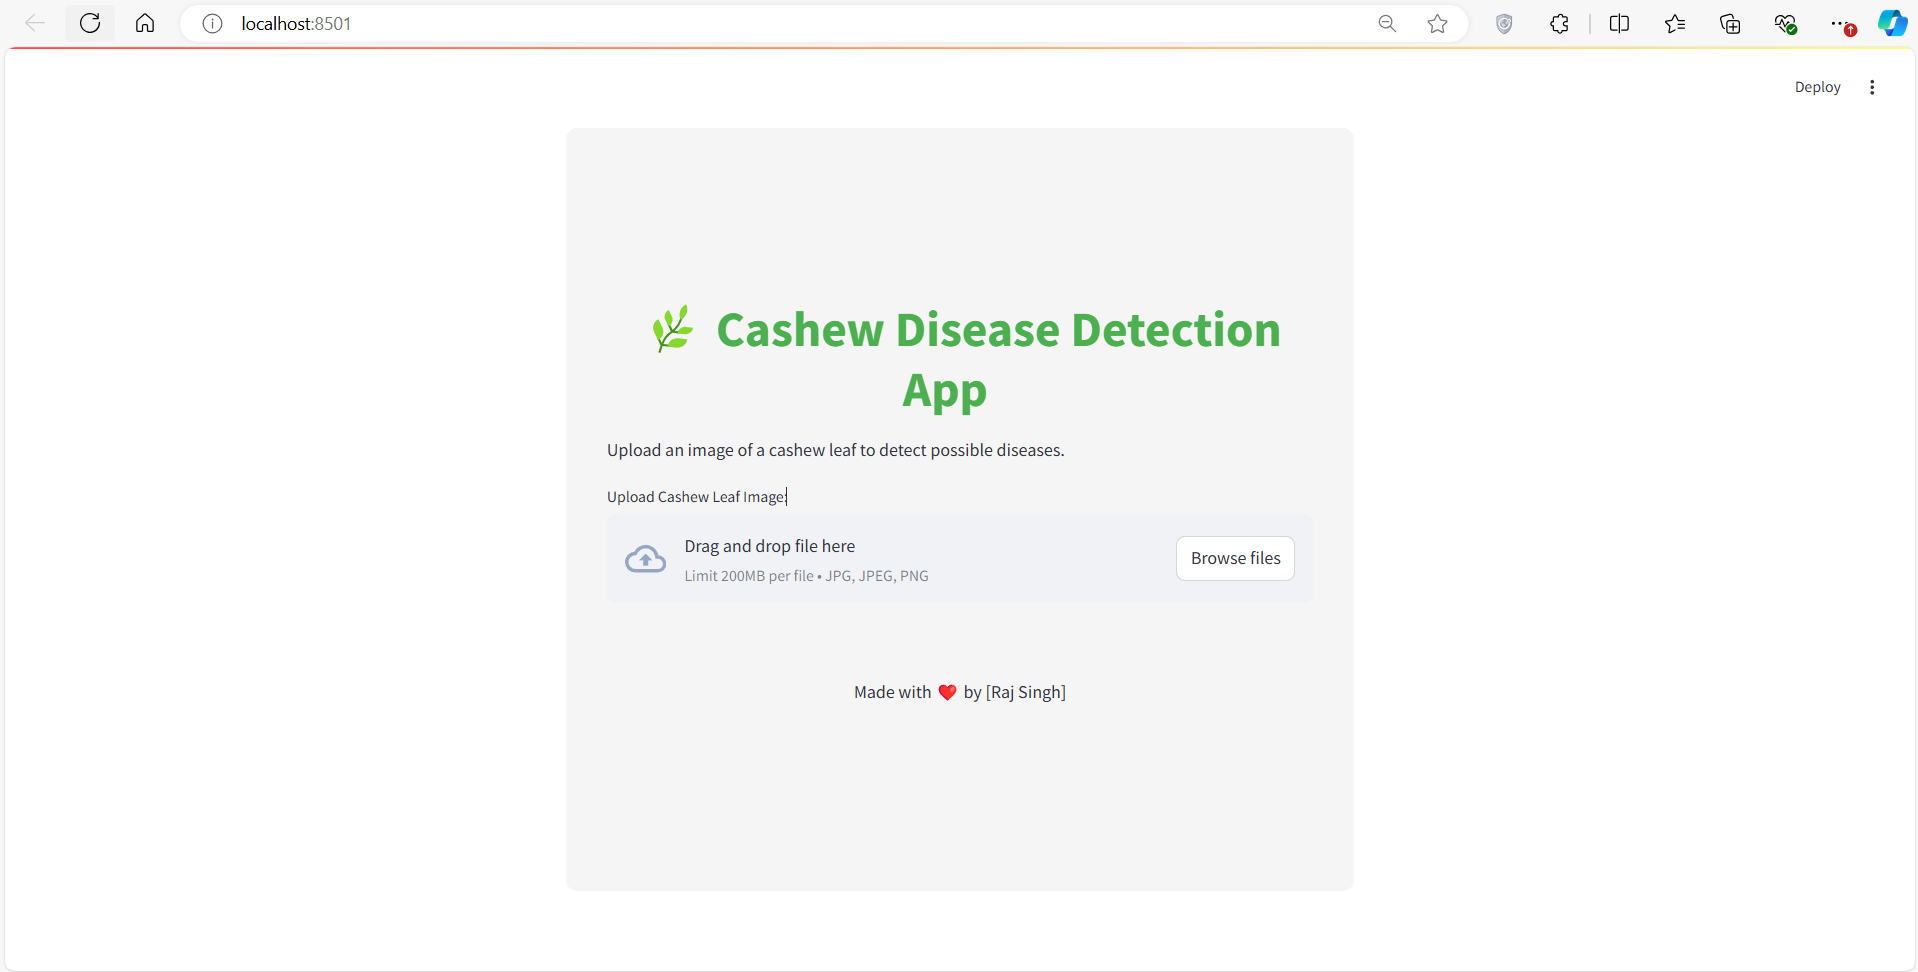 localhost:8501
Deploy
🌿 Cashew Disease Detection
App
Upload an image of a cashew leaf to detect possible diseases.
Upload Cashew Leaf Image:
Drag and drop file here
Limit 200MB per file • JPG, JPEG, PNG
Browse files
Made with ❤️ by [Raj Singh]